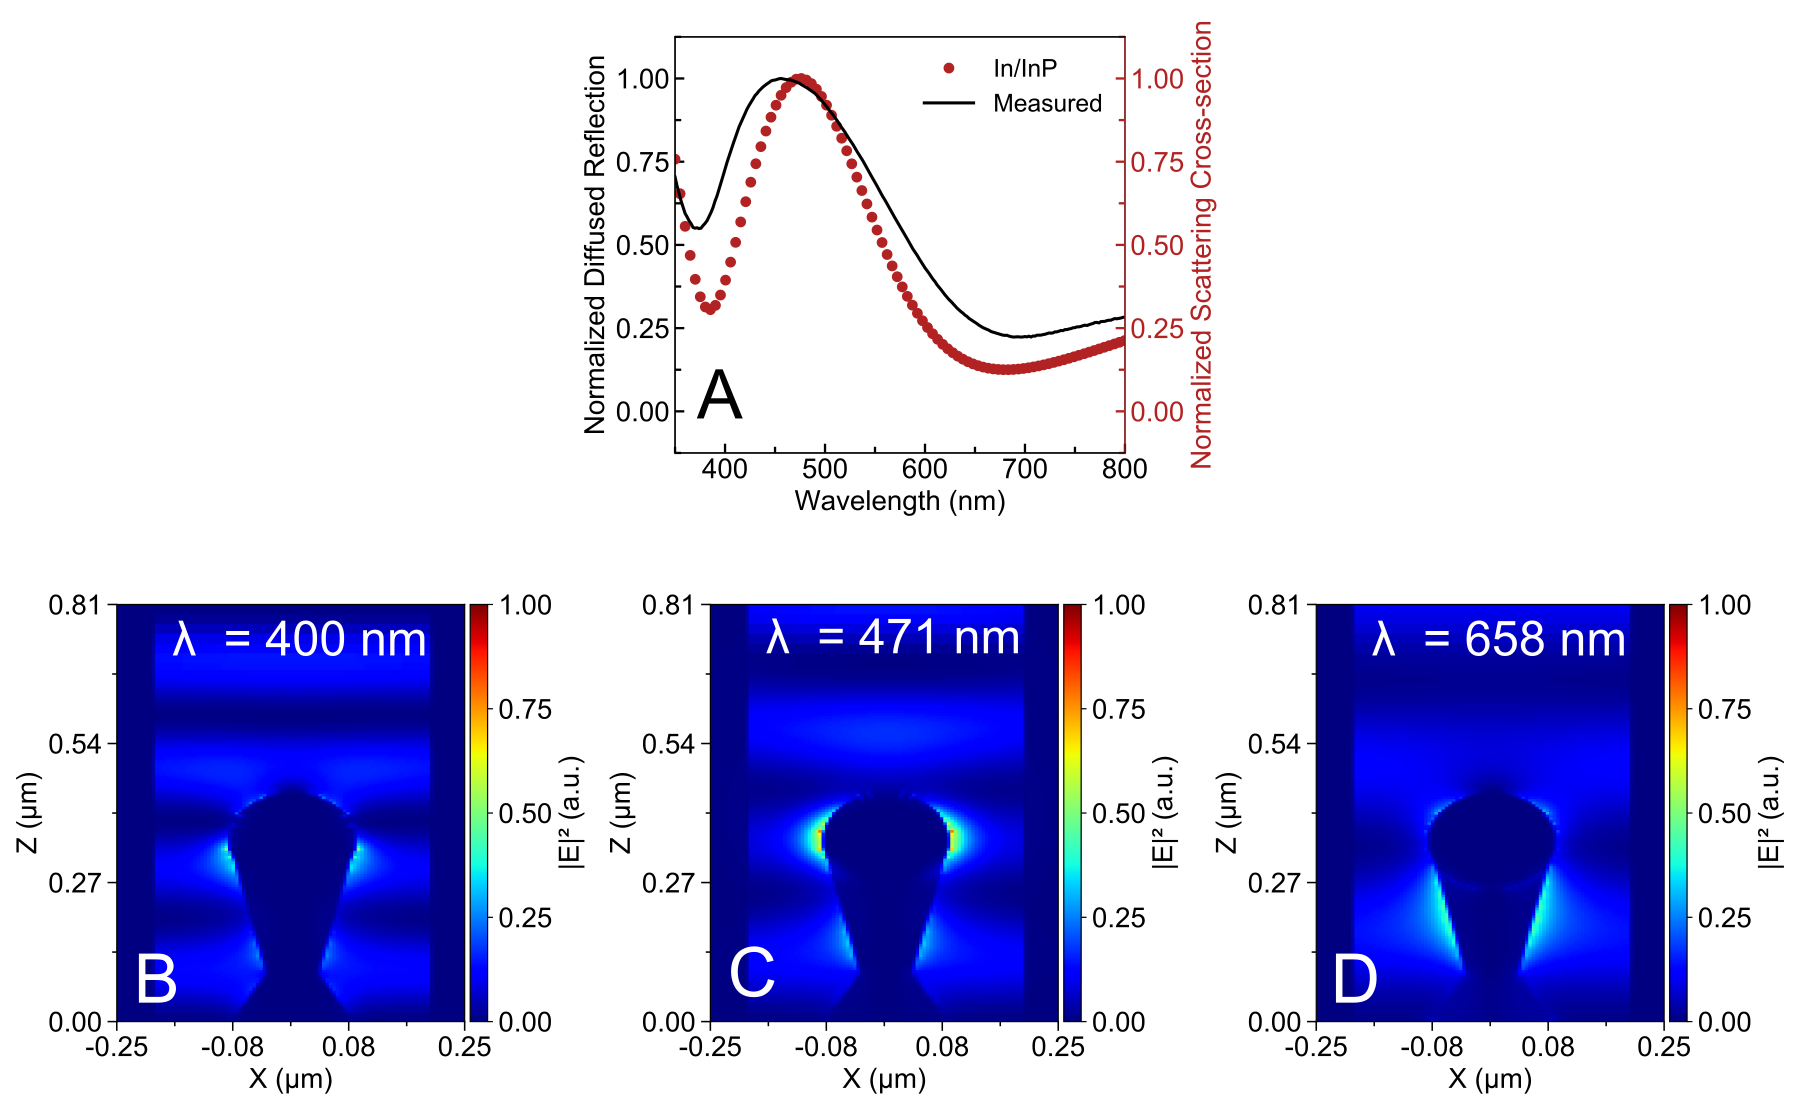 In/InP
Measured
1.00
0.75
0.50
0.25
0.00
Normalized Diffused Reflection
1.00
0.75
0.50
0.25
0.00
Normalized Scattering Cross-section
A
400 500 600 700 800
Wavelength (nm)
λ = 400 nm
B
0.81
0.54
0.27
0.00
Z (µm)
-0.25 -0.08 0.08 0.25
X (µm)
1.00
0.75
0.50
0.25
0.00
|E|² (a.u.)
λ = 471 nm
C
0.81
0.54
0.27
0.00
Z (µm)
-0.25 -0.08 0.08 0.25
X (µm)
1.00
0.75
0.50
0.25
0.00
|E|² (a.u.)
λ = 658 nm
D
0.81
0.54
0.27
0.00
Z (µm)
-0.25 -0.08 0.08 0.25
X (µm)
1.00
0.75
0.50
0.25
0.00
|E|² (a.u.)